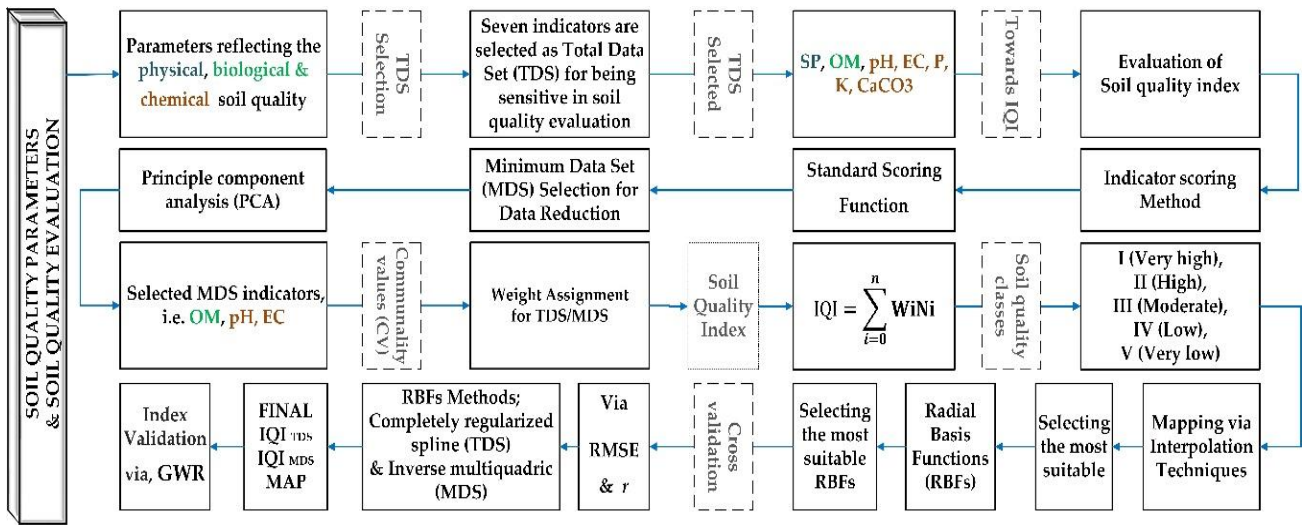 SOIL QUALITY PARAMETERS
& SOIL QUALITY EVALUATION
Parameters reflecting the
physical, biological &
chemical soil quality
TDS
Selection
Seven indicators are
selected as Total Data
Set (TDS) for being
sensitive in soil
quality evaluation
TDS
Selected
SP, OM, pH, EC, P,
K, CaCO3
Towards IQI
Evaluation of
Soil quality index
Indicator scoring
Method
Standard Scoring
Function
Minimum Data Set
(MDS) Selection for
Data Reduction
Principle component
analysis (PCA)
Selected MDS indicators,
i.e. OM, pH, EC
Communality
values (CV)
Weight Assignment
for TDS/MDS
Soil
Quality
Index
n
IQI = ∑ WiNi
i=0
Soil quality
classes
I (Very high),
II (High),
III (Moderate),
IV (Low),
V (Very low)
Mapping via
Interpolation
Techniques
Selecting
the most
suitable
Radial
Basis
Functions
(RBFs)
Selecting
the most
suitable
RBFs
Cross
validation
Via
RMSE
& r
RBFs Methods;
Completely regularized
spline (TDS)
& Inverse multiquadric
(MDS)
FINAL
IQI TDS
IQI MDS
MAP
Index
Validation
via, GWR